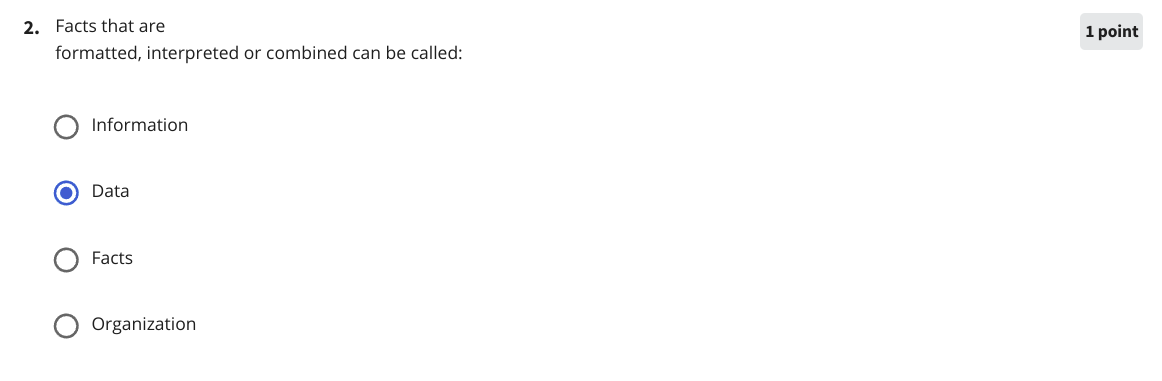 2. Facts that are
1 point
formatted, interpreted or combined can be called:
Information
Data
Facts
Organization